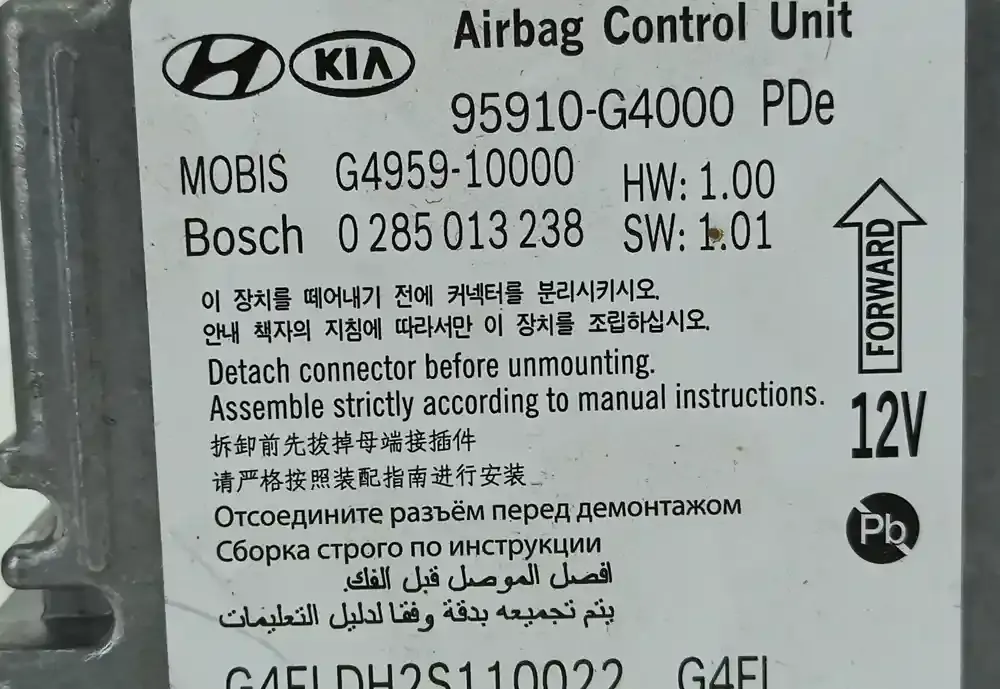 KIA Airbag Control Unit
95910-G4000 PDe
MOBIS G4959-10000 HW: 1.00
Bosch 0 285 013 238 SW: 1.01
이 장치를 떼어내기 전에 커넥터를 분리시키시오.
안내 책자의 지침에 따라서만 이 장치를 조립하십시오.
Detach connector before unmounting.
Assemble strictly according to manual instructions.
拆卸前先拔掉母端接插件
请严格按照装配指南进行安装
Отсоедините разъём перед демонтажом
Сборка строго по инструкции
افصل الموصل قبل الفك.
يتم تجميعه بدقة وفقا لدليل التعليمات
FORWARD
12V
Pb